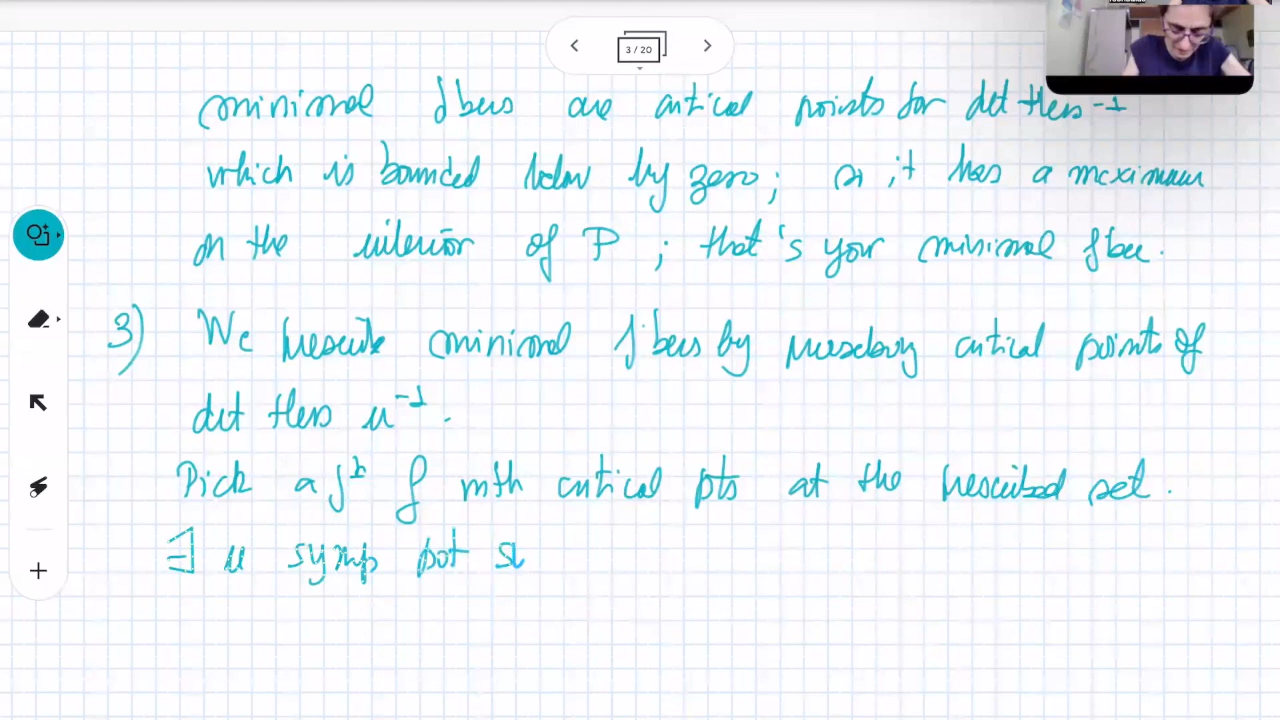 3 / 20
minimal fibers are critical points for det Hess -1
which is bounded below by zero; so it has a maximum
on the interior of P ; that's your minimal fiber.
3) We prescribe minimal fibers by prescribing critical points of
det Hess u^-1 .
Pick a f^n f with critical pts at the prescribed set.
∃ u symp pot